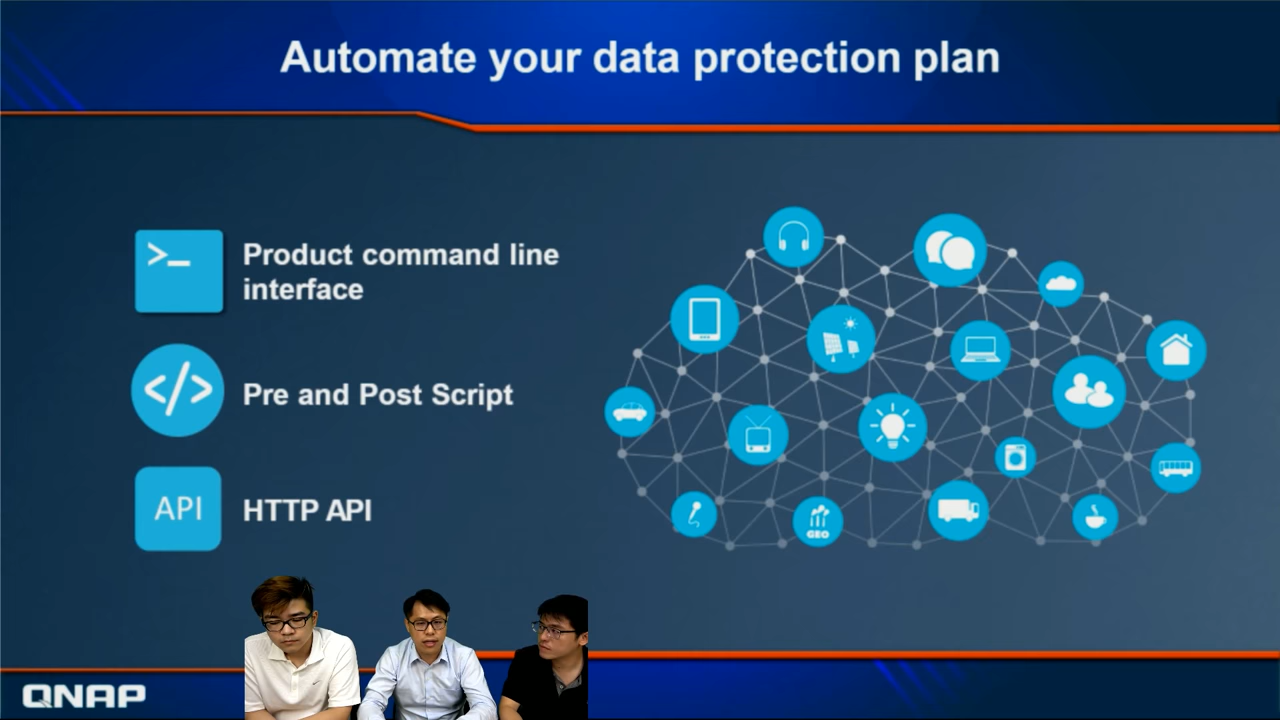 Automate your data protection plan
>_
Product command line
interface
</>
Pre and Post Script
API
HTTP API
GEO
QNAP